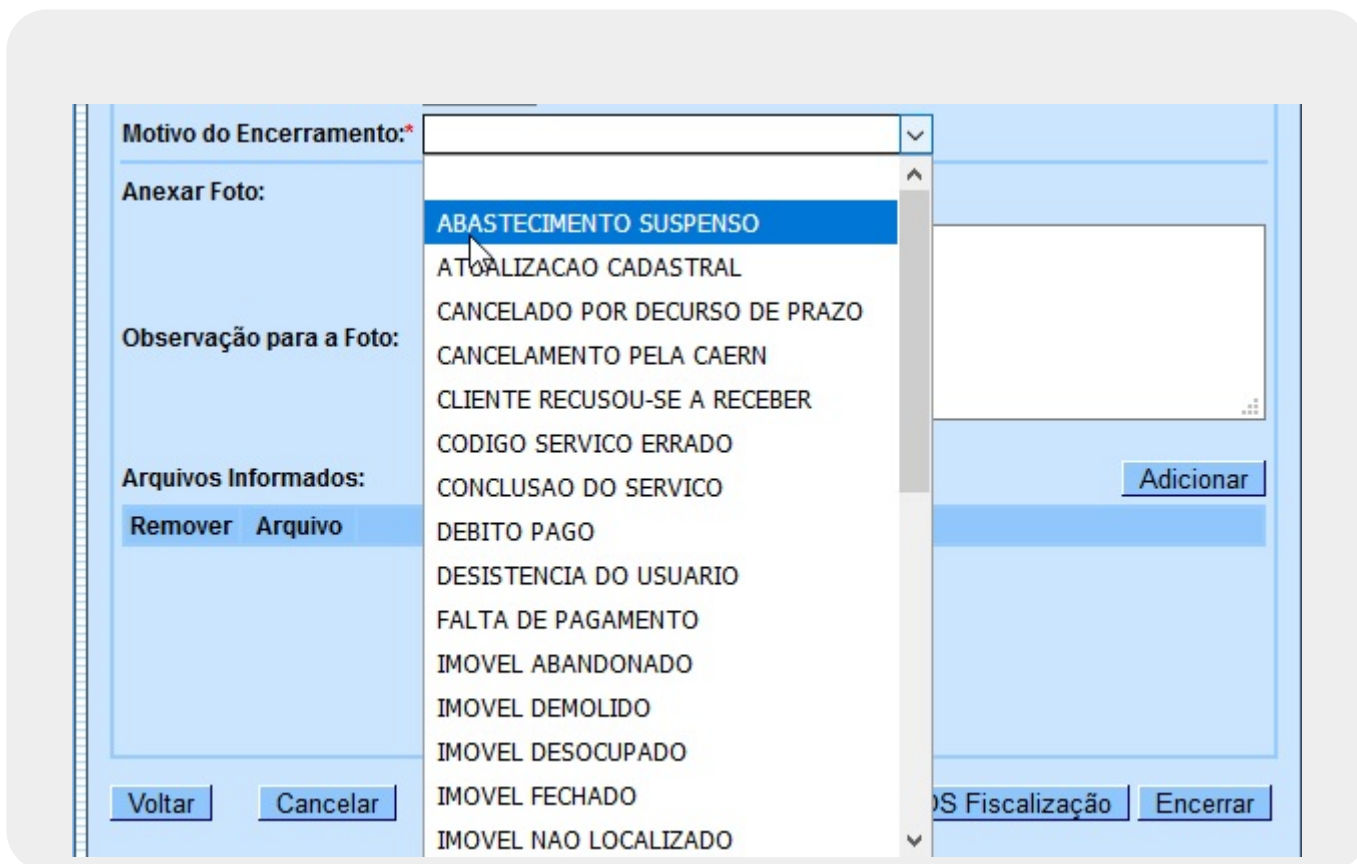 Motivo do Encerramento:*
Anexar Foto:
ABASTECIMENTO SUSPENSO
ATUALIZACAO CADASTRAL
CANCELADO POR DECURSO DE PRAZO
Observação para a Foto:
CANCELAMENTO PELA CAERN
CLIENTE RECUSOU-SE A RECEBER
CODIGO SERVICO ERRADO
Arquivos Informados:
CONCLUSAO DO SERVICO
Adicionar
Remover Arquivo
DEBITO PAGO
DESISTENCIA DO USUARIO
FALTA DE PAGAMENTO
IMOVEL ABANDONADO
IMOVEL DEMOLIDO
IMOVEL DESOCUPADO
IMOVEL FECHADO
IMOVEL NAO LOCALIZADO
Voltar Cancelar OS Fiscalização Encerrar